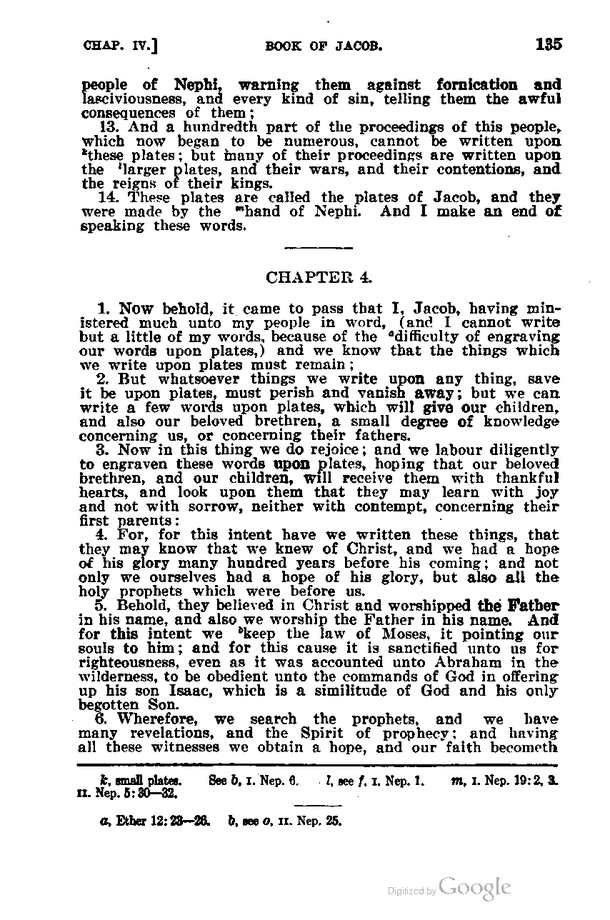 CHAP. IV.] BOOK OF JACOB. 135
people of Nephi, warning them against fornication and
lasciviousness, and every kind of sin, telling them the awful
consequences of them;
13. And a hundredth part of the proceedings of this people,
which now began to be numerous, cannot be written upon
kthese plates; but many of their proceedings are written upon
the llarger plates, and their wars, and their contentions, and
the reigns of their kings.
14. These plates are called the plates of Jacob, and they
were made by the mhand of Nephi. And I make an end of
speaking these words.
CHAPTER 4.
1. Now behold, it came to pass that I, Jacob, having min-
istered much unto my people in word, (and I cannot write
but a little of my words, because of the adifficulty of engraving
our words upon plates,) and we know that the things which
we write upon plates must remain;
2. But whatsoever things we write upon any thing, save
it be upon plates, must perish and vanish away; but we can
write a few words upon plates, which will give our children,
and also our beloved brethren, a small degree of knowledge
concerning us, or concerning their fathers.
3. Now in this thing we do rejoice; and we labour diligently
to engraven these words upon plates, hoping that our beloved
brethren, and our children, will receive them with thankful
hearts, and look upon them that they may learn with joy
and not with sorrow, neither with contempt, concerning their
first parents:
4. For, for this intent have we written these things, that
they may know that we knew of Christ, and we had a hope
of his glory many hundred years before his coming; and not
only we ourselves had a hope of his glory, but also all the
holy prophets which were before us.
5. Behold, they believed in Christ and worshipped the Father
in his name, and also we worship the Father in his name. And
for this intent we bkeep the law of Moses, it pointing our
souls to him; and for this cause it is sanctified unto us for
righteousness, even as it was accounted unto Abraham in the
wilderness, to be obedient unto the commands of God in offering
up his son Isaac, which is a similitude of God and his only
begotten Son.
6. Wherefore, we search the prophets, and we have
many revelations, and the Spirit of prophecy; and having
all these witnesses we obtain a hope, and our faith becometh
k, small plates. See b, I. Nep. 6. l, see f, I. Nep. 1. m, I. Nep. 19:2, 3.
II. Nep. 5:30—32.
a, Ether 12:23—26. b, see o, II. Nep. 25.
Digitized by Google